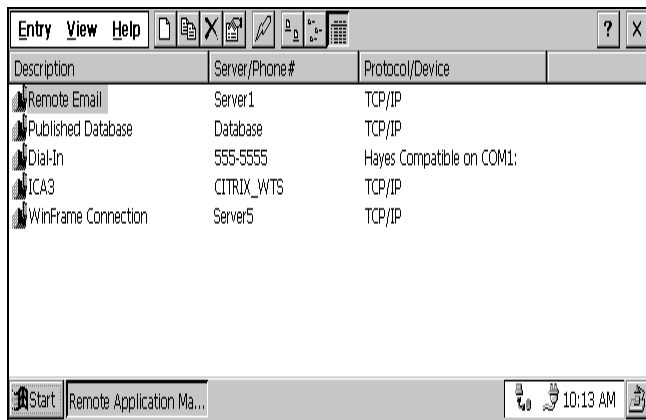 Entry View Help ? X
Description Server/Phone# Protocol/Device
Remote Email Server1 TCP/IP
Published Database Database TCP/IP
Dial-In 555-5555 Hayes Compatible on COM1:
ICA3 CITRIX_WTS TCP/IP
WinFrame Connection Server5 TCP/IP
Start Remote Application Ma... 10:13 AM